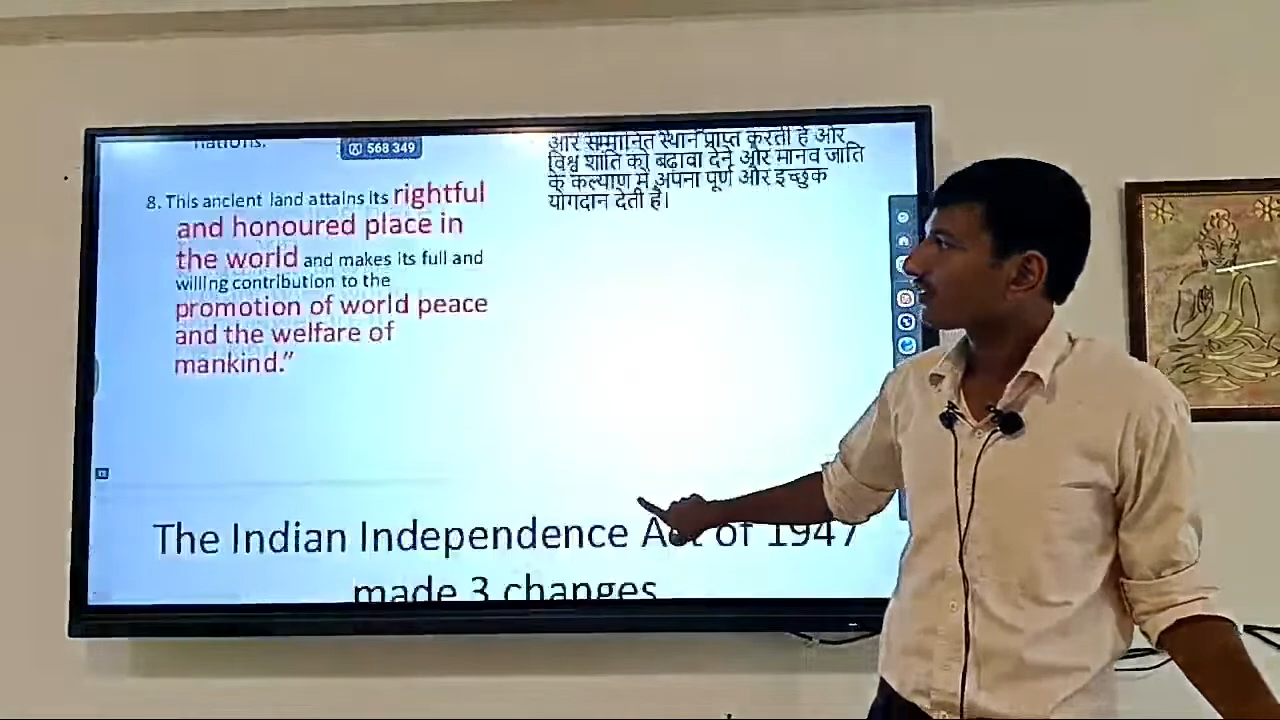 nations.
568 349
8. This ancient land attains its rightful
and honoured place in
the world and makes its full and
willing contribution to the
promotion of world peace
and the welfare of
mankind.”
और सम्मानित स्थान प्राप्त करती है और
विश्व शांति को बढ़ावा देने और मानव जाति
के कल्याण में अपना पूर्ण और इच्छुक
योगदान देती है।
The Indian Independence Act of 1947
made 3 changes